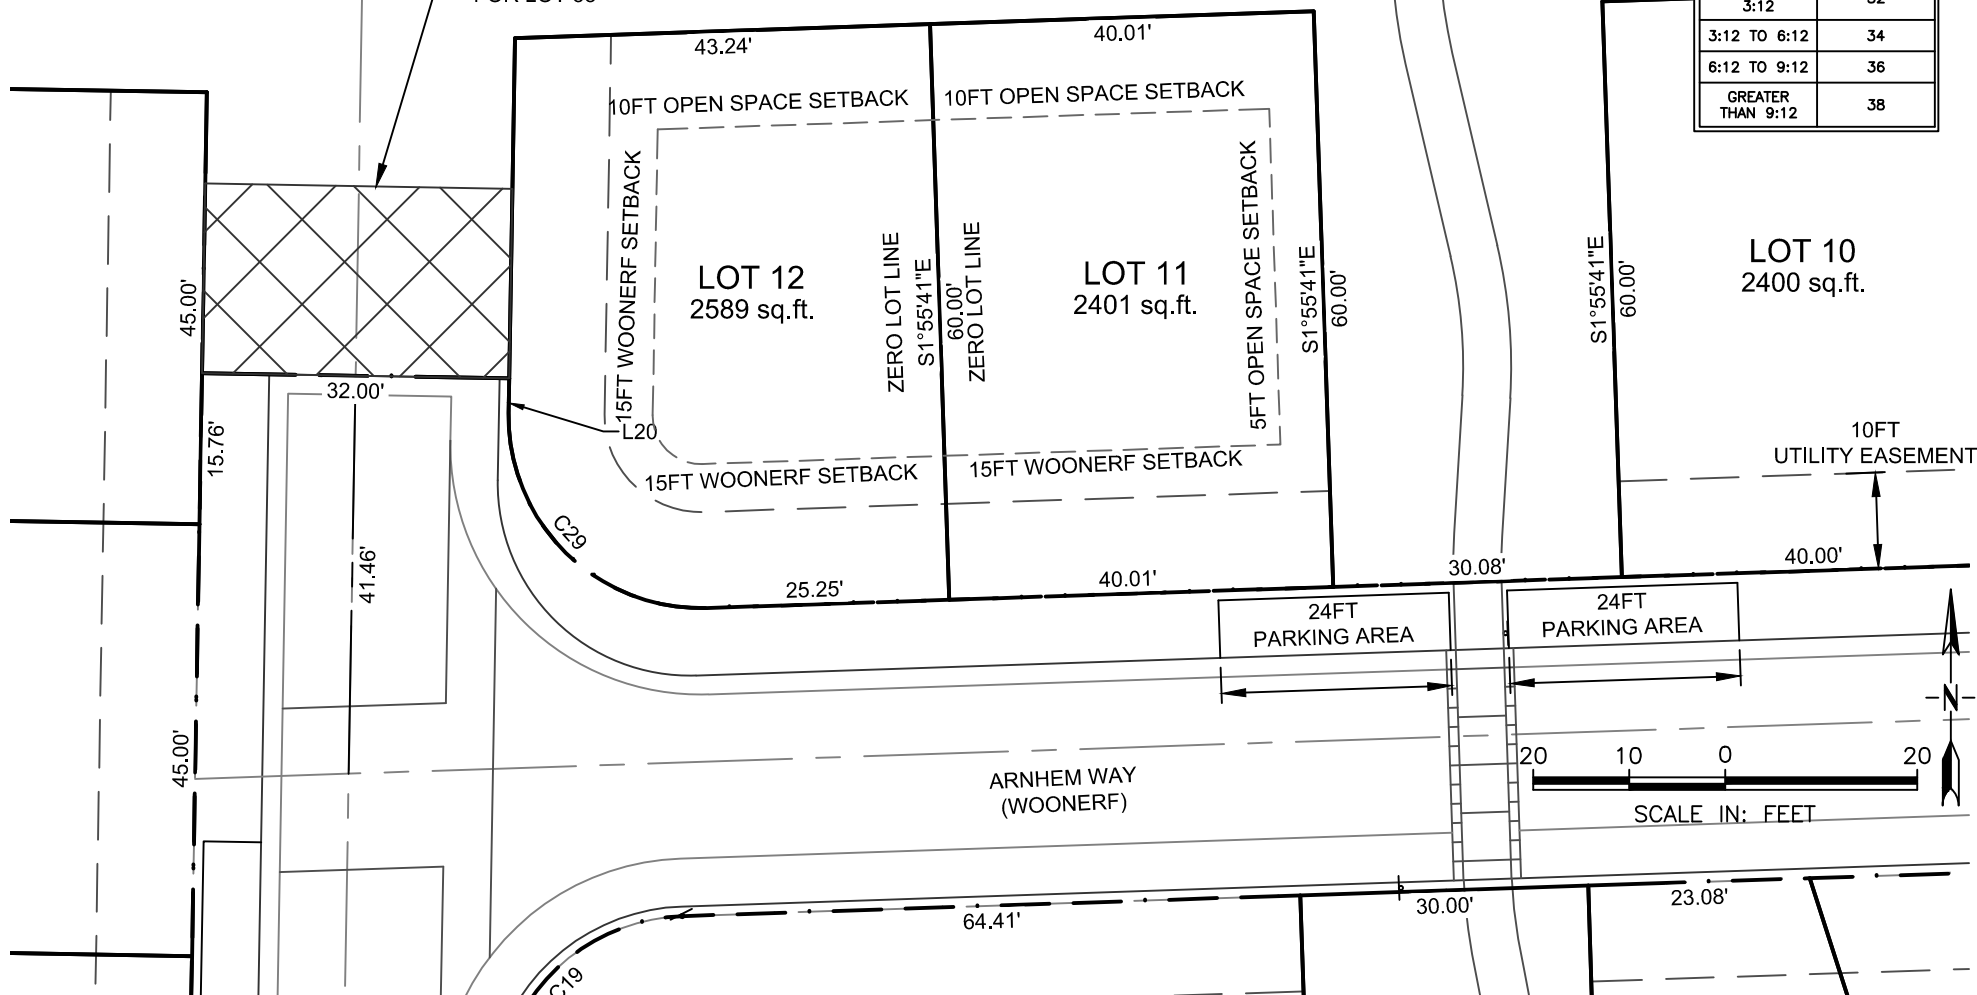 3:12
3:12 TO 6:12 34
6:12 TO 9:12 36
GREATER
THAN 9:12 38
43.24'
40.01'
10FT OPEN SPACE SETBACK
10FT OPEN SPACE SETBACK
15FT WOONERF SETBACK
LOT 12
2589 sq.ft.
ZERO LOT LINE
S1°55'41"E
60.00'
ZERO LOT LINE
LOT 11
2401 sq.ft.
5FT OPEN SPACE SETBACK
S1°55'41"E
60.00'
S1°55'41"E
60.00'
LOT 10
2400 sq.ft.
45.00'
32.00'
L20
15.76'
15FT WOONERF SETBACK
15FT WOONERF SETBACK
10FT
UTILITY EASEMENT
C29
41.46'
25.25'
40.01'
30.08'
40.00'
24FT
PARKING AREA
24FT
PARKING AREA
45.00'
N
ARNHEM WAY
(WOONERF)
20 10 0 20
SCALE IN: FEET
64.41'
30.00'
23.08'
C19